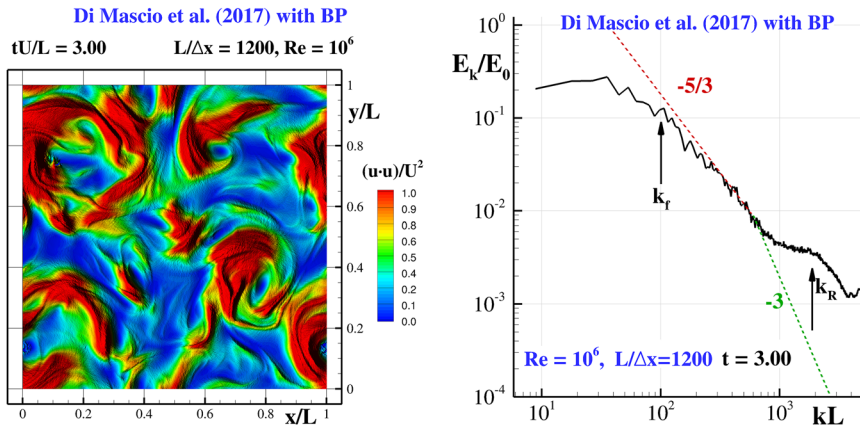 Di Mascio et al. (2017) with BP
tU/L = 3.00 L/Δx = 1200, Re = 10⁶
1
y/L
0.8
(u·u)/U²
0.6
1.0
0.9
0.8
0.7
0.6
0.5
0.4
0.3
0.2
0.1
0.0
0.4
0.2
0
0 0.2 0.4 0.6 0.8 x/L 1
Di Mascio et al. (2017) with BP
10⁰
Eₖ/E₀
-5/3
10⁻¹
k_f
10⁻²
k_R
10⁻³
-3
Re = 10⁶, L/Δx=1200 t = 3.00
10⁻⁴
10¹ 10² 10³ kL